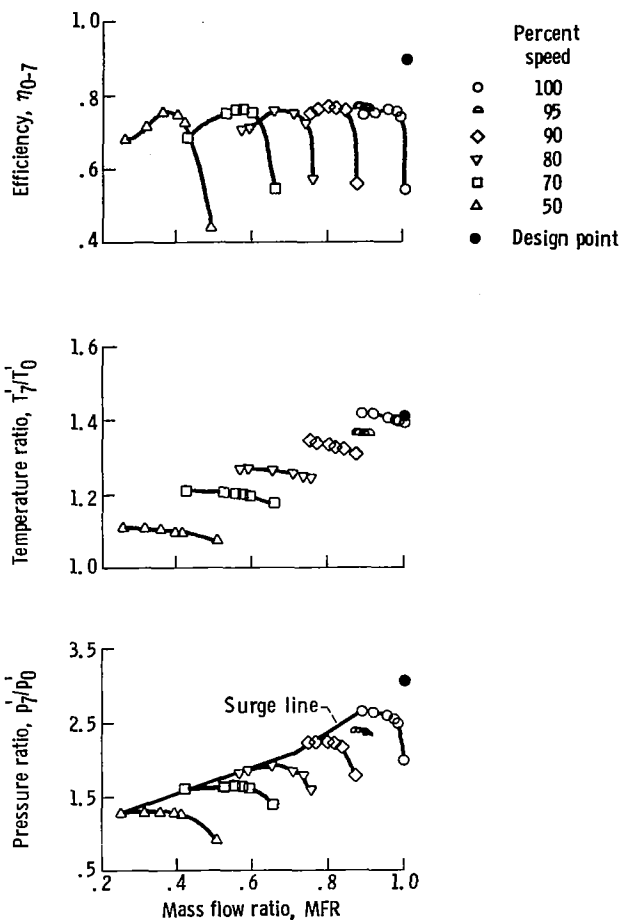 1.0
.8
.6
.4
Efficiency, η0-7
Percent
speed
100
95
90
80
70
50
Design point
1.6
1.4
1.2
1.0
Temperature ratio, T'7/T'0
3.5
2.5
1.5
.5
Pressure ratio, p'7/p'0
Surge line
.2 .4 .6 .8 1.0
Mass flow ratio, MFR